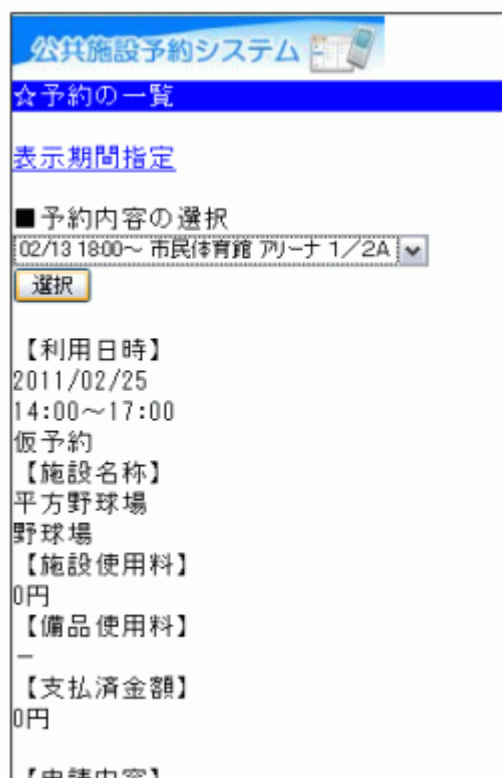 公共施設予約システム
☆予約の一覧
表示期間指定
■予約内容の選択
02/13 18:00～ 市民体育館 アリーナ 1／2A
選択
【利用日時】
2011/02/25
14:00～17:00
仮予約
【施設名称】
平方野球場
野球場
【施設使用料】
0円
【備品使用料】
－
【支払済金額】
0円
【申請内容】